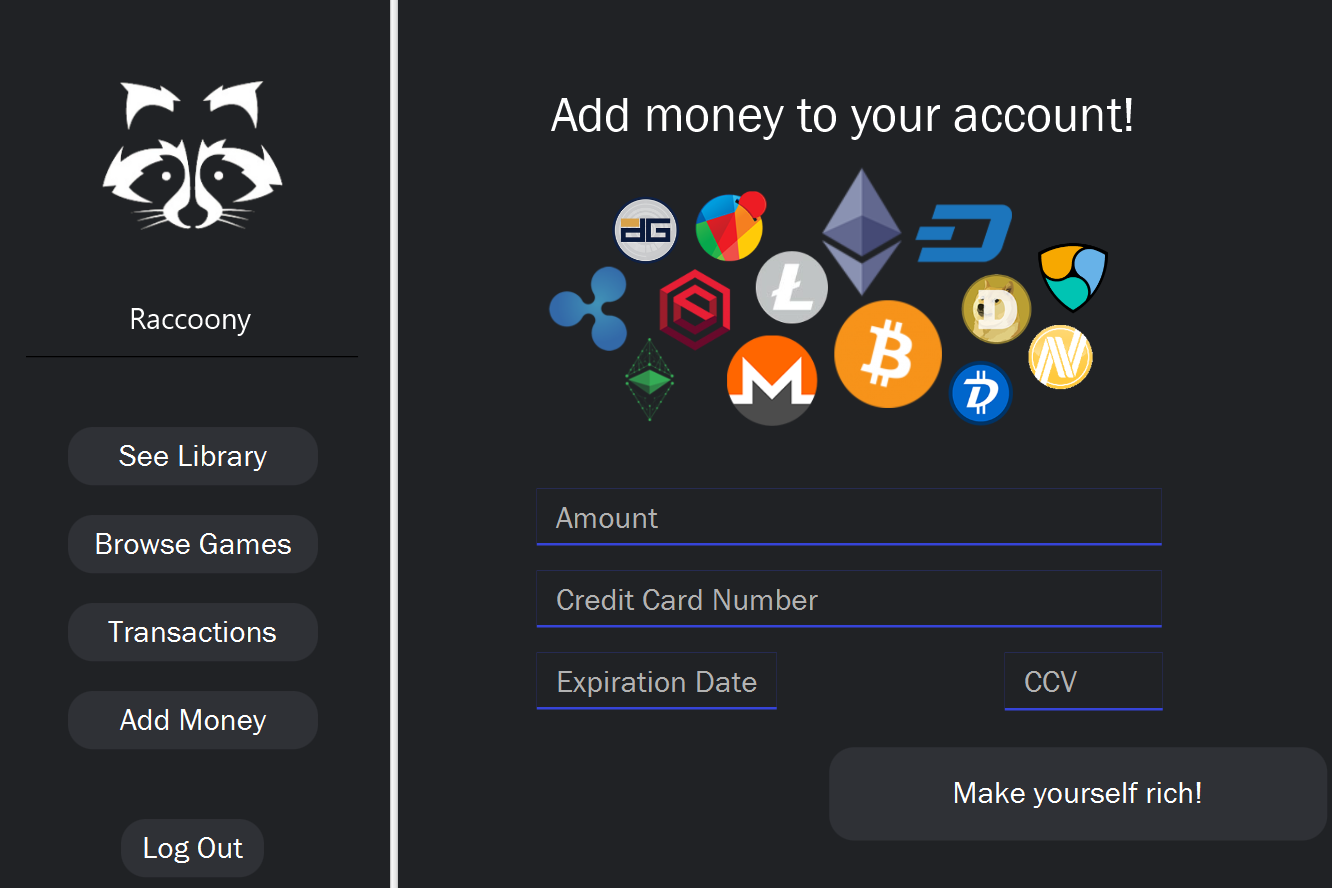 Raccoony
See Library
Browse Games
Transactions
Add Money
Log Out
Add money to your account!
Amount
Credit Card Number
Expiration Date
CCV
Make yourself rich!